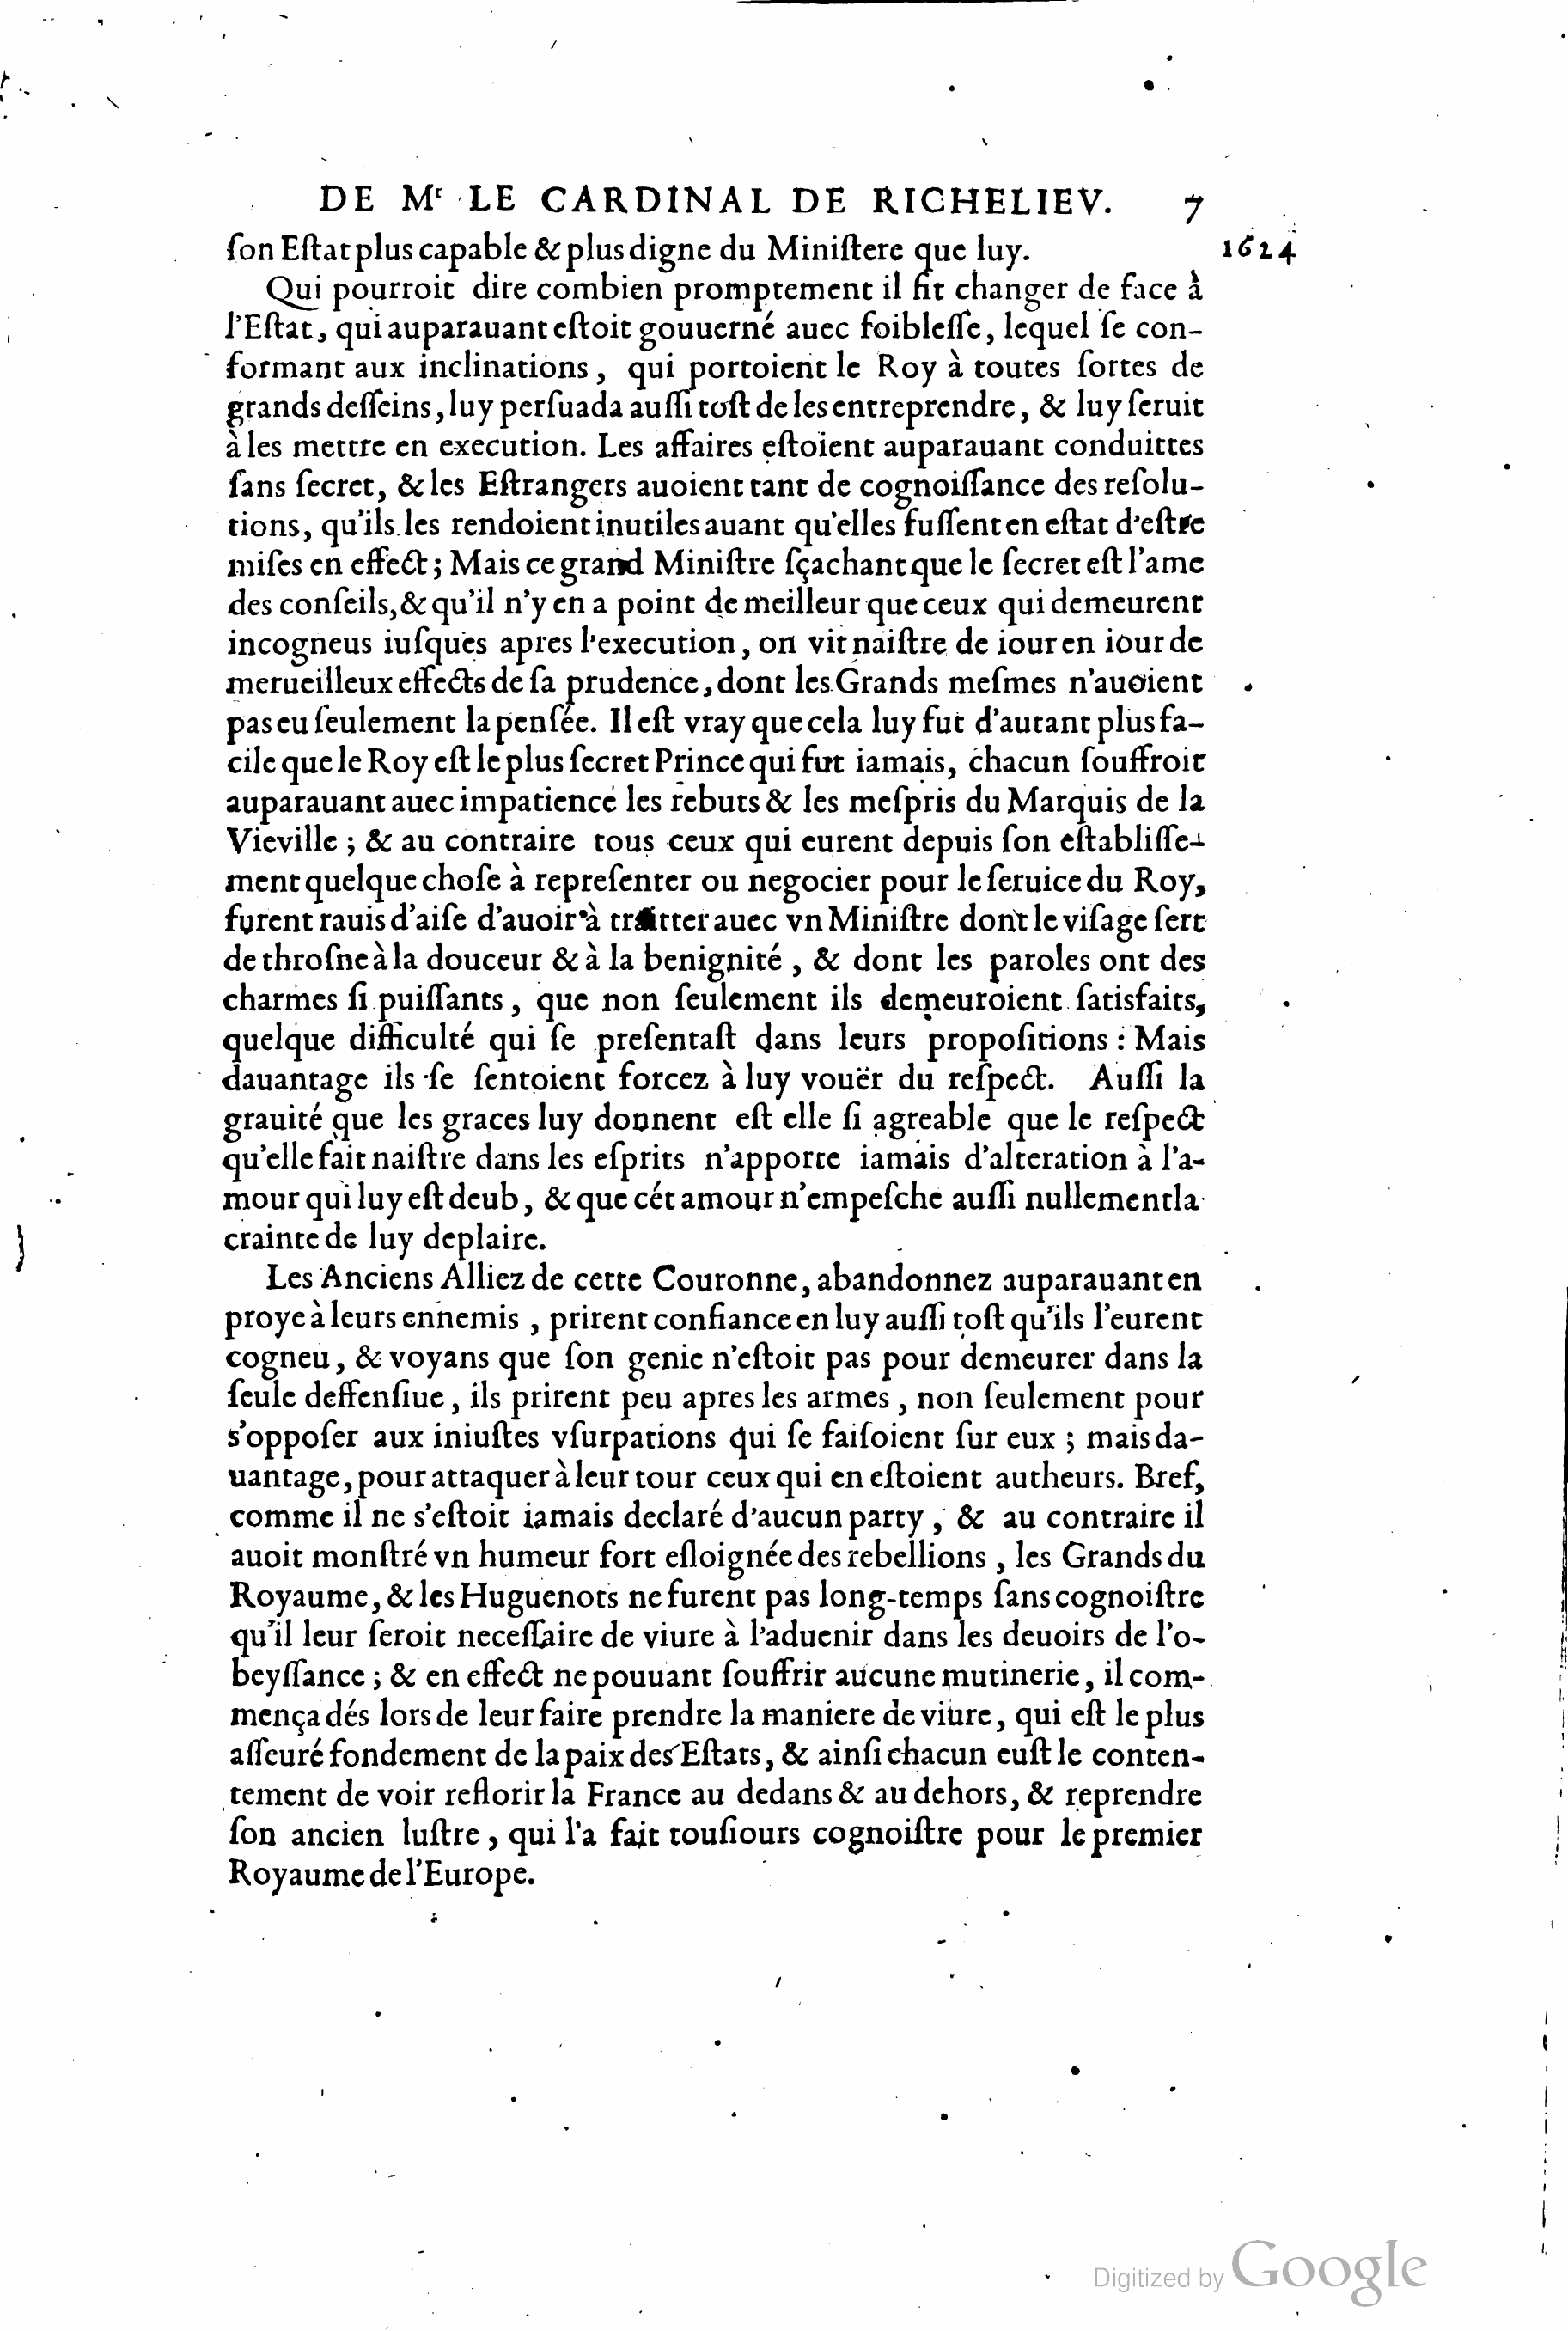 DE Mr LE CARDINAL DE RICHELIEV. 7
ſon Eſtat plus capable & plus digne du Miniſtere que luy. 1624
Qui pourroit dire combien promptement il fit changer de face à
l'Eſtat, qui auparauant eſtoit gouuerné auec foibleſſe, lequel ſe con-
formant aux inclinations, qui portoient le Roy à toutes ſortes de
grands deſſeins, luy perſuada auſſi toſt de les entreprendre, & luy ſeruit
à les mettre en execution. Les affaires eſtoient auparauant conduittes
ſans ſecret, & les Eſtrangers auoient tant de cognoiſſance des reſolu-
tions, qu'ils les rendoient inutiles auant qu'elles fuſſent en eſtat d'eſtre
miſes en effect; Mais ce grand Miniſtre ſçachant que le ſecret eſt l'ame
des conſeils, & qu'il n'y en a point de meilleur que ceux qui demeurent
incogneus iuſques apres l'execution, on vit naiſtre de iour en iour de
merueilleux effects de ſa prudence, dont les Grands meſmes n'auoient
pas eu ſeulement la penſée. Il eſt vray que cela luy fut d'autant plus fa-
cile que le Roy eſt le plus ſecret Prince qui fut iamais, chacun ſouffroit
auparauant auec impatience les rebuts & les meſpris du Marquis de la
Vieville ; & au contraire tous ceux qui eurent depuis ſon eſtabliſſe-
ment quelque choſe à repreſenter ou negocier pour le ſeruice du Roy,
furent rauis d'aiſe d'auoir à traitter auec vn Miniſtre dont le viſage ſert
de throſne à la douceur & à la benignité , & dont les paroles ont des
charmes ſi puiſſants, que non ſeulement ils demeuroient ſatisfaits,
quelque difficulté qui ſe preſentaſt dans leurs propoſitions : Mais
dauantage ils ſe ſentoient forcez à luy vouër du reſpect. Auſſi la
grauité que les graces luy donnent eſt elle ſi agreable que le reſpect
qu'elle fait naiſtre dans les eſprits n'apporte iamais d'alteration à l'a-
mour qui luy eſt deub, & que cét amour n'empeſche auſſi nullement la
crainte de luy deplaire.
Les Anciens Alliez de cette Couronne, abandonnez auparauant en
proye à leurs ennemis , prirent confiance en luy auſſi toſt qu'ils l'eurent
cogneu, & voyans que ſon genie n'eſtoit pas pour demeurer dans la
ſeule deffenſiue, ils prirent peu apres les armes , non ſeulement pour
s'oppoſer aux iniuſtes vſurpations qui ſe faiſoient ſur eux ; mais da-
uantage, pour attaquer à leur tour ceux qui en eſtoient autheurs. Bref,
comme il ne s'eſtoit iamais declaré d'aucun party , & au contraire il
auoit monſtré vn humeur fort eſloignée des rebellions , les Grands du
Royaume, & les Huguenots ne furent pas long-temps ſans cognoiſtre
qu'il leur ſeroit neceſſaire de viure à l'aduenir dans les deuoirs de l'o-
beyſſance ; & en effect ne pouuant ſouffrir aucune mutinerie, il com-
mença dés lors de leur faire prendre la maniere de viure, qui eſt le plus
aſſeuré fondement de la paix des Eſtats, & ainſi chacun euſt le conten-
tement de voir reflorir la France au dedans & au dehors, & reprendre
ſon ancien luſtre , qui l'a fait touſiours cognoiſtre pour le premier
Royaume de l'Europe.
Digitized by Google